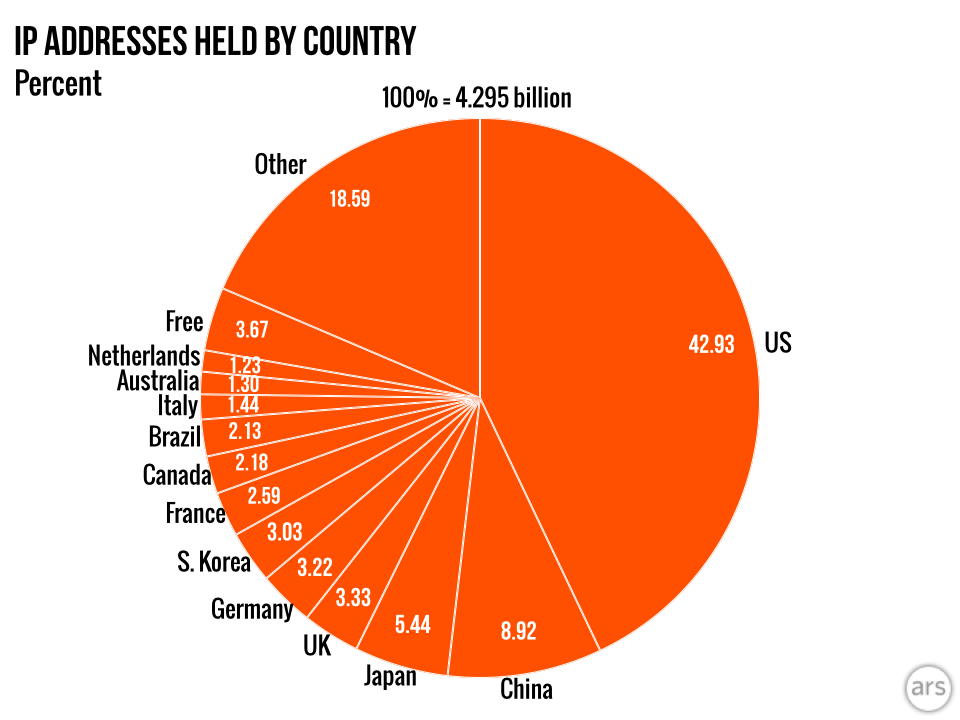 IP ADDRESSES HELD BY COUNTRY
Percent
100% = 4.295 billion
Other
18.59
US
42.93
Free
3.67
Netherlands
1.23
Australia
1.30
Italy
1.44
Brazil
2.13
Canada
2.18
France
2.59
S. Korea
3.03
Germany
3.22
UK
3.33
Japan
5.44
China
8.92
ars